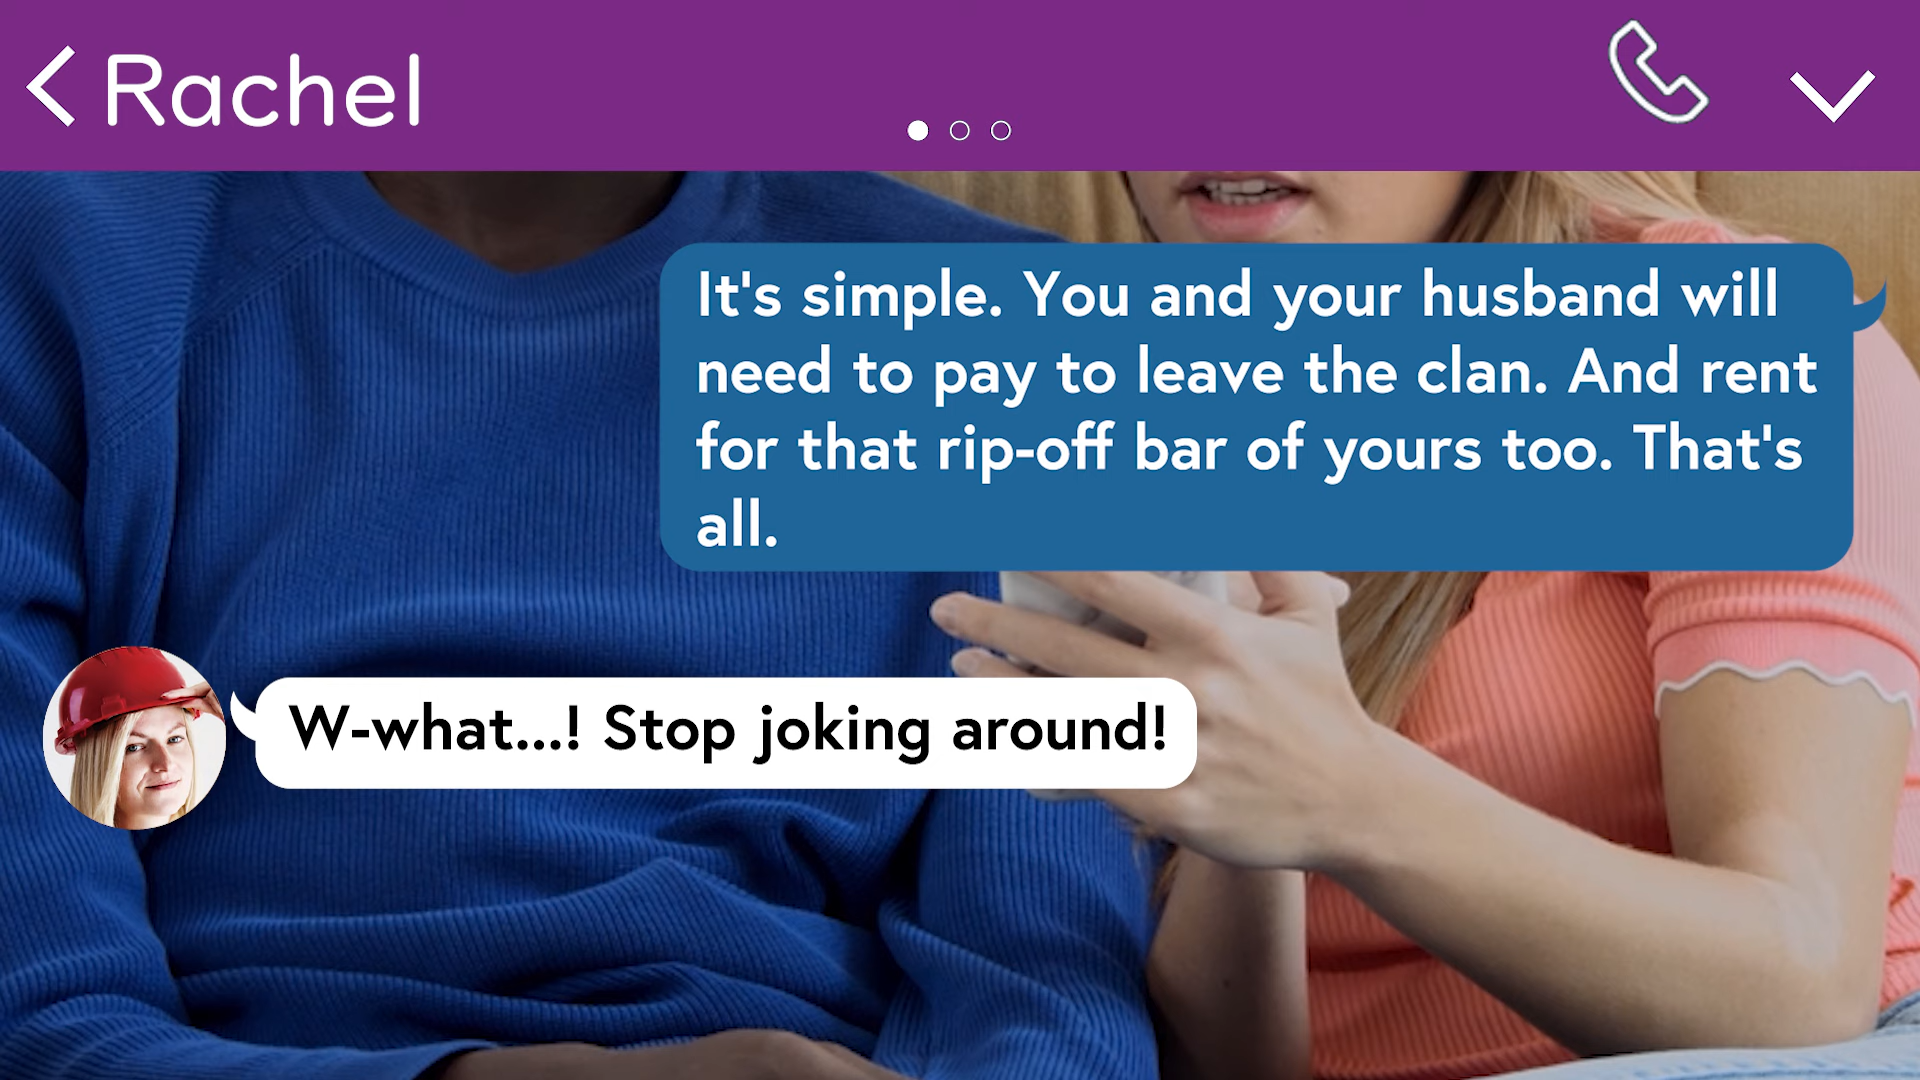 Rachel
It's simple. You and your husband will
need to pay to leave the clan. And rent
for that rip-off bar of yours too. That's
all.
W-what...! Stop joking around!